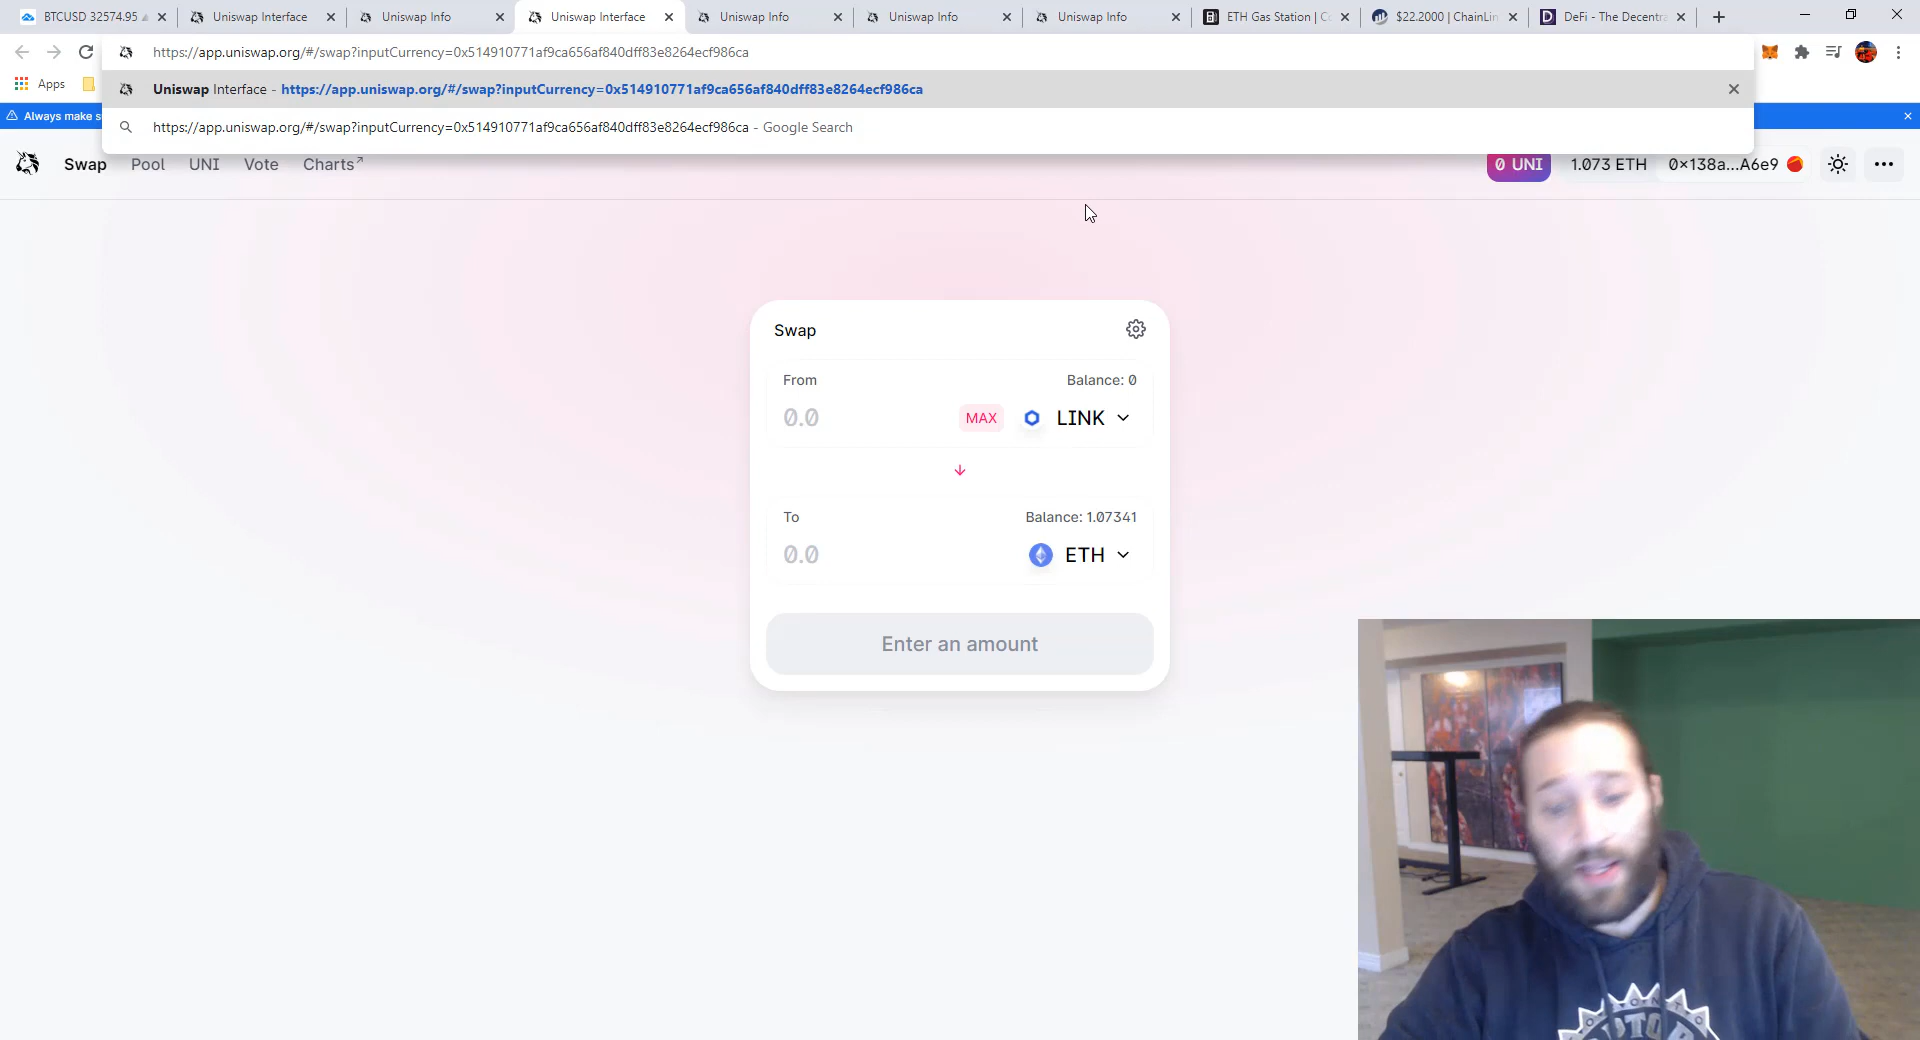 BTCUSD 32574.95
Uniswap Interface
Uniswap Info
Uniswap Interface
Uniswap Info
Uniswap Info
Uniswap Info
ETH Gas Station |
$22.2000 | ChainLin
DeFi - The Decentra
https://app.uniswap.org/#/swap?inputCurrency=0x514910771af9ca656af840dff83e8264ecf986ca
Uniswap Interface - https://app.uniswap.org/#/swap?inputCurrency=0x514910771af9ca656af840dff83e8264ecf986ca
https://app.uniswap.org/#/swap?inputCurrency=0x514910771af9ca656af840dff83e8264ecf986ca - Google Search
Apps
Always make s
Swap Pool UNI Vote Charts↗
0 UNI 1.073 ETH 0×138a...A6e9
Swap
From Balance: 0
0.0 MAX LINK
To Balance: 1.07341
0.0 ETH
Enter an amount